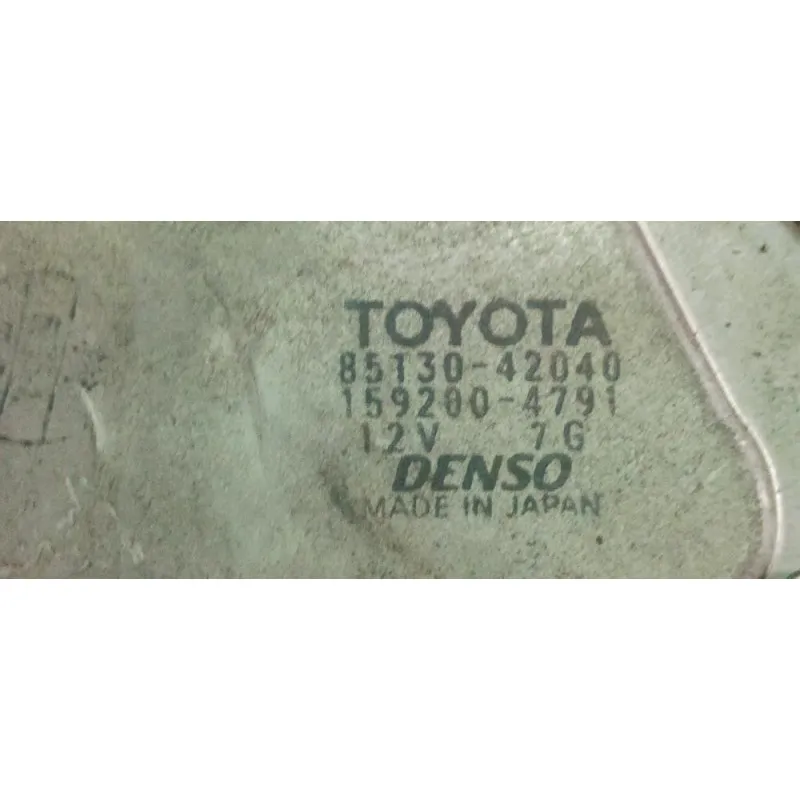 TOYOTA
85130-42040
159200-4791
12V 7G
DENSO
MADE IN JAPAN